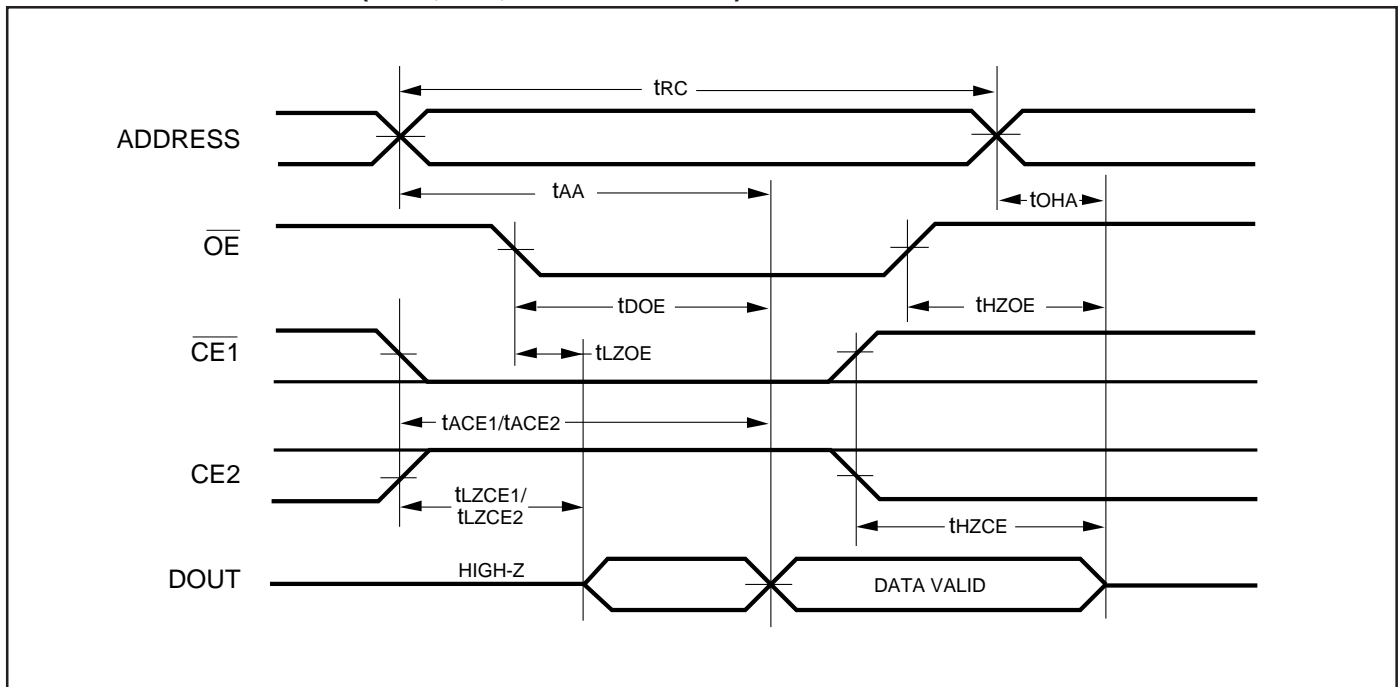 tRC
ADDRESS
tAA
tOHA
OE
tDOE
tHZOE
CE1
tLZOE
tACE1/tACE2
CE2
tLZCE1/
tLZCE2
tHZCE
HIGH-Z
DOUT
DATA VALID